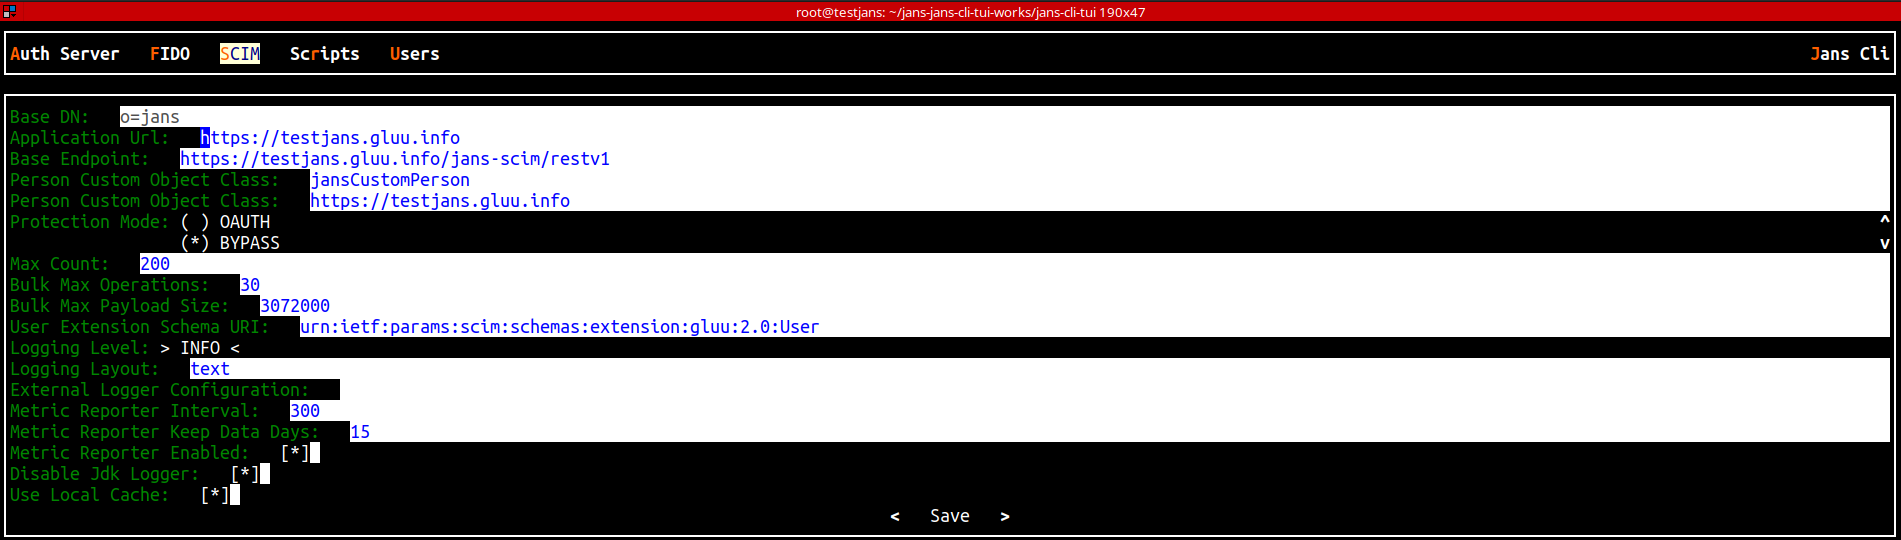 root@testjans: ~/jans-jans-cli-tui-works/jans-cli-tui 190x47
Auth Server FIDO SCIM Scripts Users Jans Cli
Base DN: o=jans
Application Url: https://testjans.gluu.info
Base Endpoint: https://testjans.gluu.info/jans-scim/restv1
Person Custom Object Class: jansCustomPerson
Person Custom Object Class: https://testjans.gluu.info
Protection Mode: ( ) OAUTH ^
(*) BYPASS v
Max Count: 200
Bulk Max Operations: 30
Bulk Max Payload Size: 3072000
User Extension Schema URI: urn:ietf:params:scim:schemas:extension:gluu:2.0:User
Logging Level: > INFO <
Logging Layout: text
External Logger Configuration:
Metric Reporter Interval: 300
Metric Reporter Keep Data Days: 15
Metric Reporter Enabled: [*]
Disable Jdk Logger: [*]
Use Local Cache: [*]
< Save >